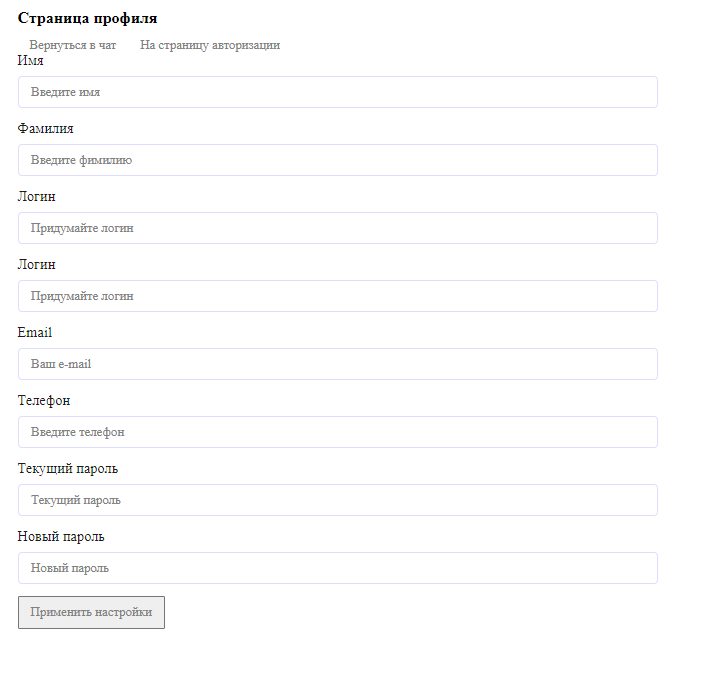 Страница профиля
Вернуться в чат На страницу авторизации
Имя
Введите имя
Фамилия
Введите фимилию
Логин
Придумайте логин
Логин
Придумайте логин
Email
Ваш e-mail
Телефон
Введите телефон
Текущий пароль
Текущий пароль
Новый пароль
Новый пароль
Применить настройки